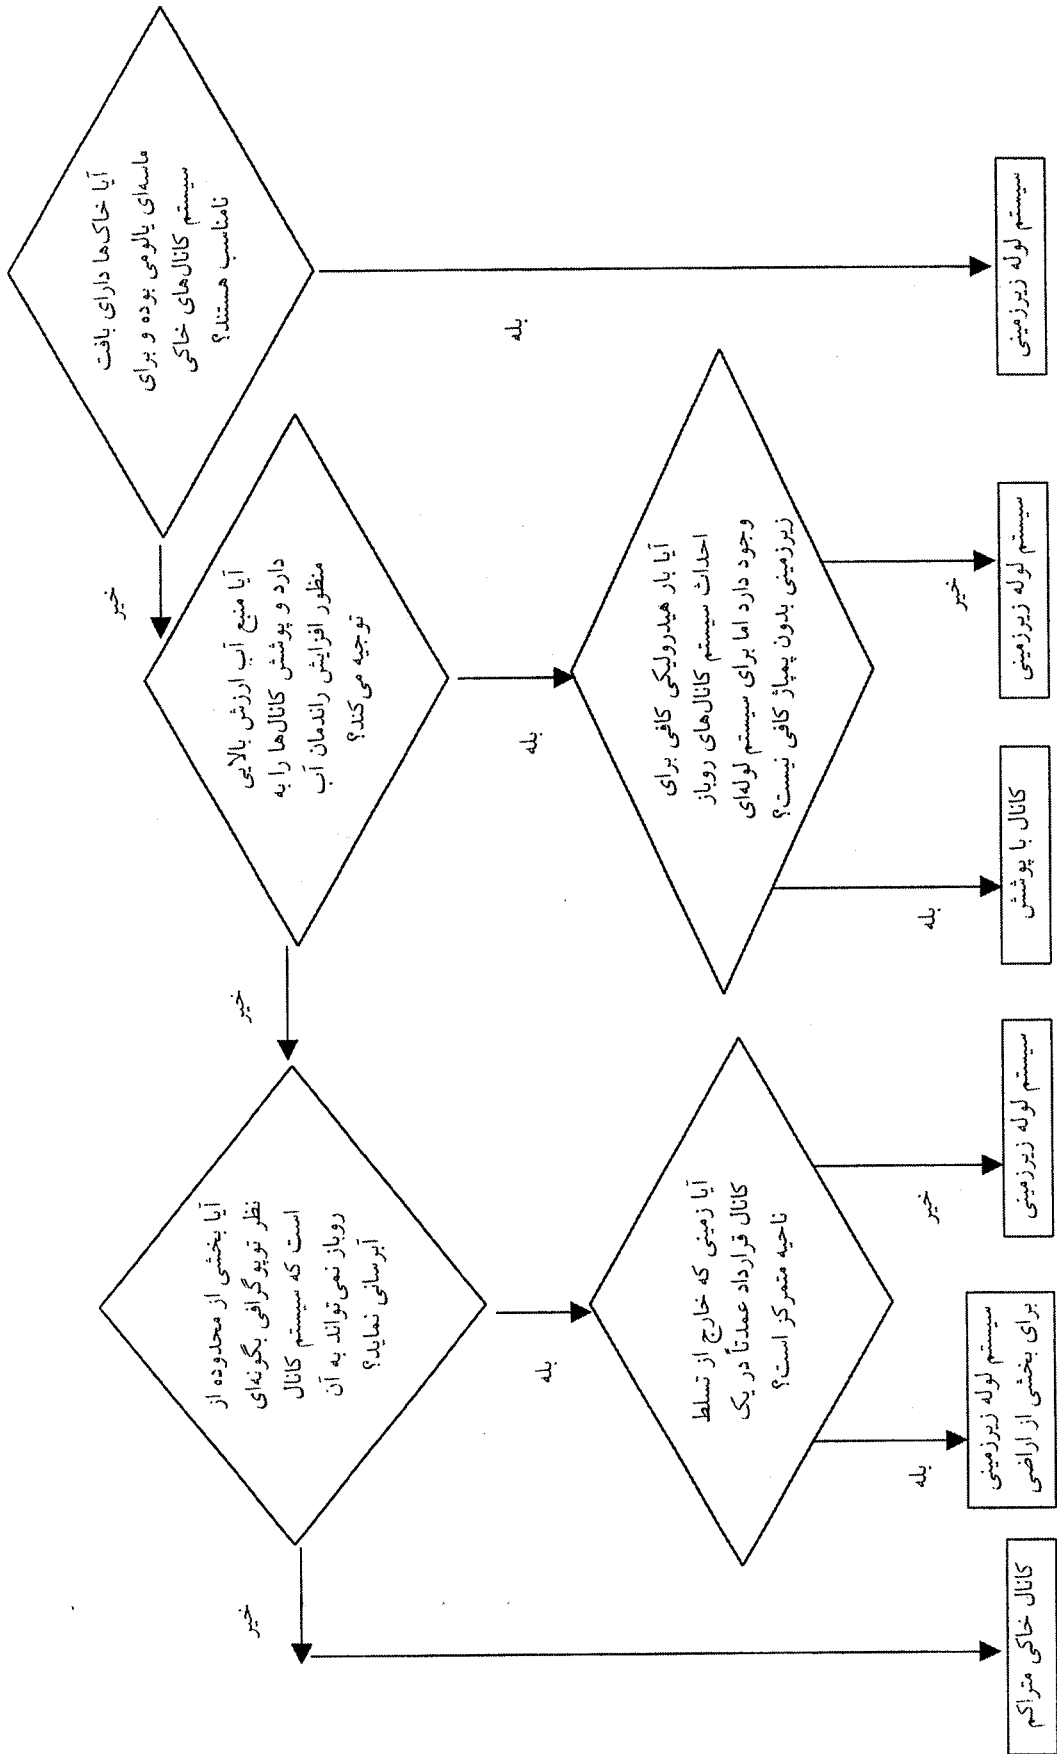 آیا خاک‌ها دارای بافت
ماسه‌ای یالومی بوده و برای
سیستم کانال‌های خاکی
نامناسب هستند؟
بله
سیستم لوله زیرزمینی
خیر
آیا منبع آب ارزش بالایی
دارد و پوشش کانال‌ها را به
منظور افزایش راندمان آب
توجیه می‌کند؟
بله
آیا بار هیدرولیکی کافی برای
احداث سیستم کانال‌های روباز
وجود دارد اما برای سیستم لوله‌ای
زیرزمینی بدون پمپاژ کافی نیست؟
خیر
سیستم لوله زیرزمینی
بله
کانال با پوشش
خیر
آیا بخشی از محدوده از
نظر توپوگرافی بگونه‌ای
است که سیستم کانال
روباز نمی‌تواند به آن
آبرسانی نماید؟
بله
آیا زمینی که خارج از تسلط
کانال قرارداد عمدتاً در یک
ناحیه متمرکز است؟
خیر
سیستم لوله زیرزمینی
بله
سیستم لوله زیرزمینی
برای بخشی از اراضی
خیر
کانال خاکی متراکم